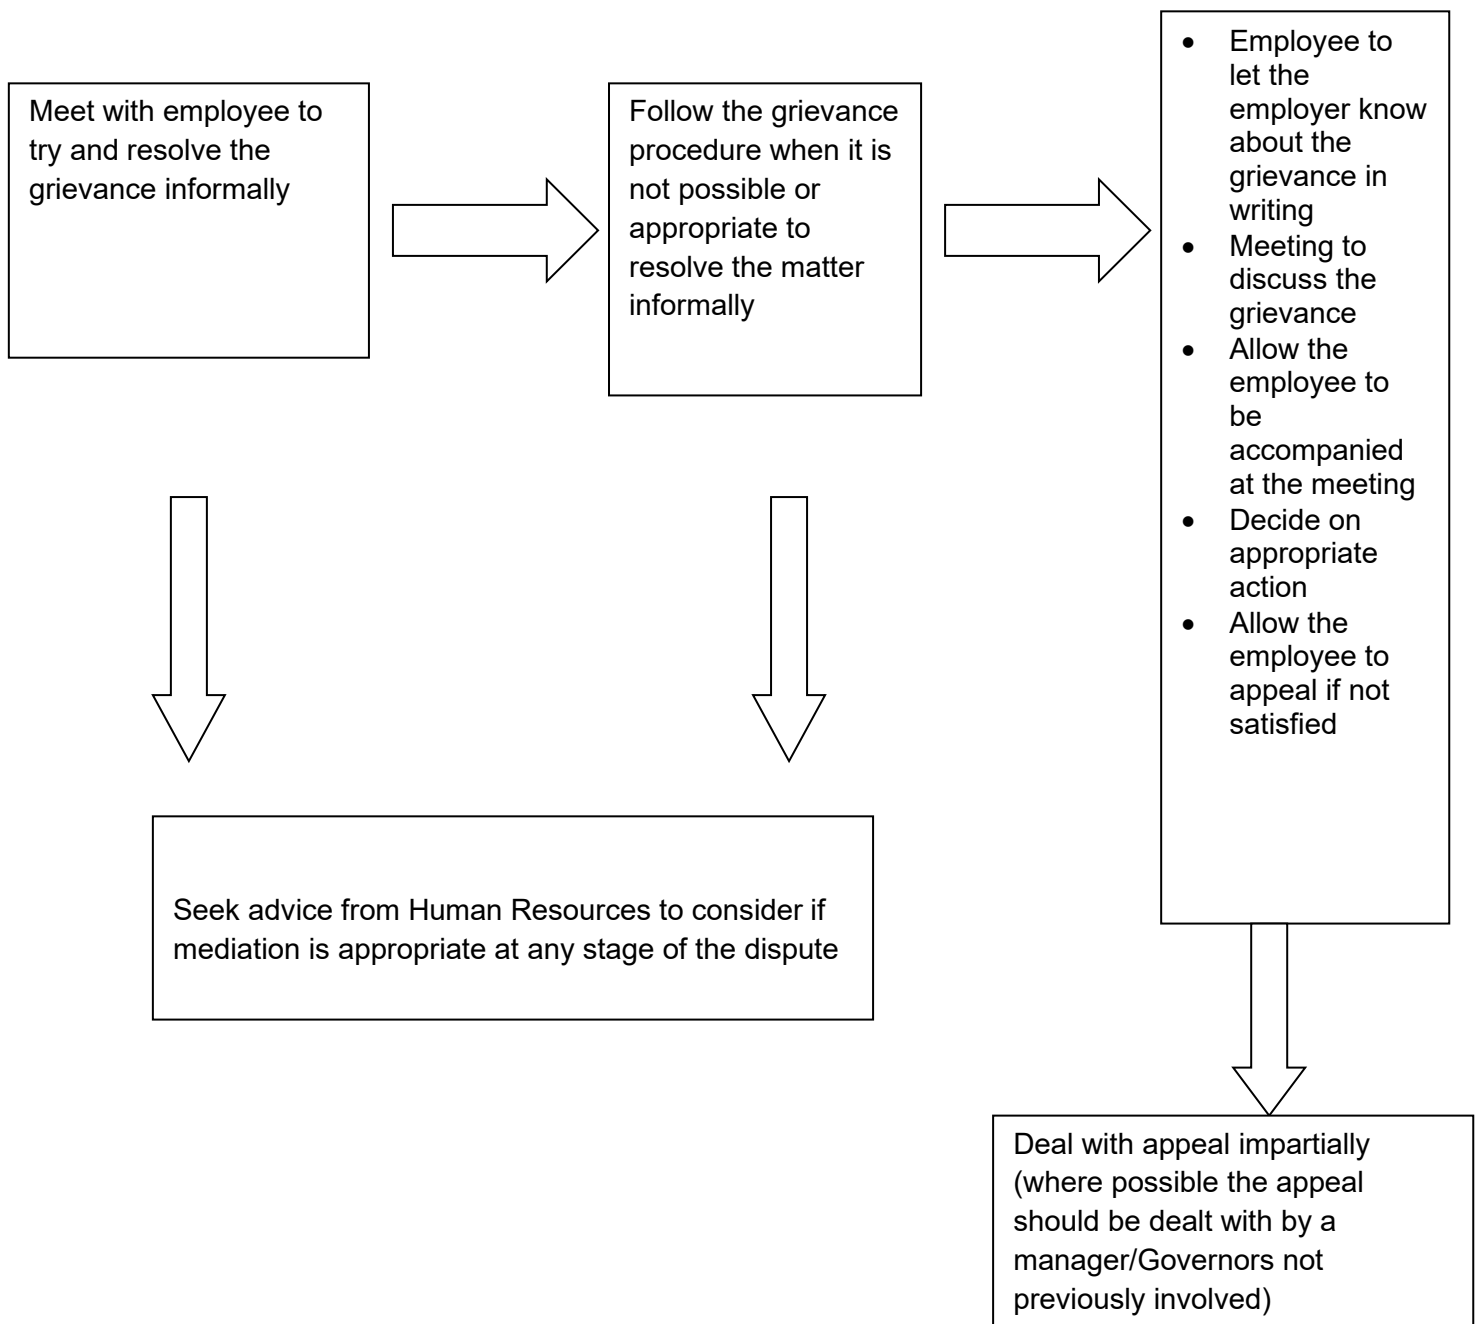 Meet with employee to
try and resolve the
grievance informally
Follow the grievance
procedure when it is
not possible or
appropriate to
resolve the matter
informally
• Employee to
let the
employer know
about the
grievance in
writing
• Meeting to
discuss the
grievance
• Allow the
employee to
be
accompanied
at the meeting
• Decide on
appropriate
action
• Allow the
employee to
appeal if not
satisfied
Seek advice from Human Resources to consider if
mediation is appropriate at any stage of the dispute
Deal with appeal impartially
(where possible the appeal
should be dealt with by a
manager/Governors not
previously involved)